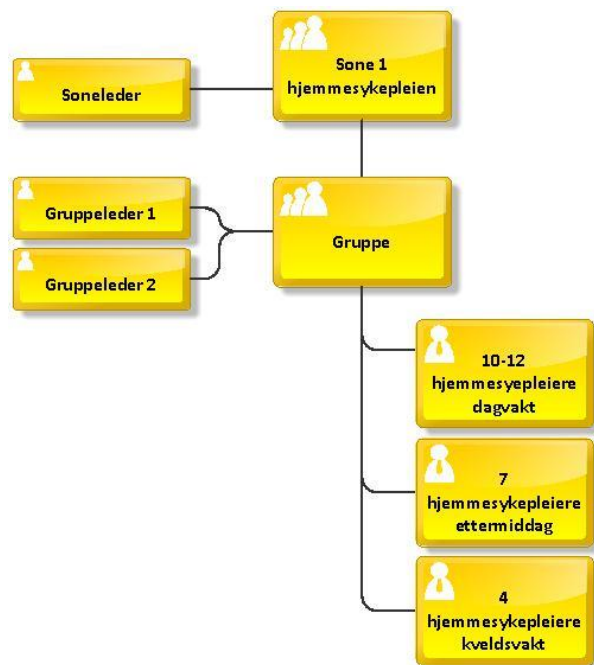 Sone 1
hjemmesykepleien
Soneleder
Gruppeleder 1
Gruppeleder 2
Gruppe
10-12
hjemmesyepleiere
dagvakt
7
hjemmesykepleiere
ettermiddag
4
hjemmesykepleiere
kveldsvakt